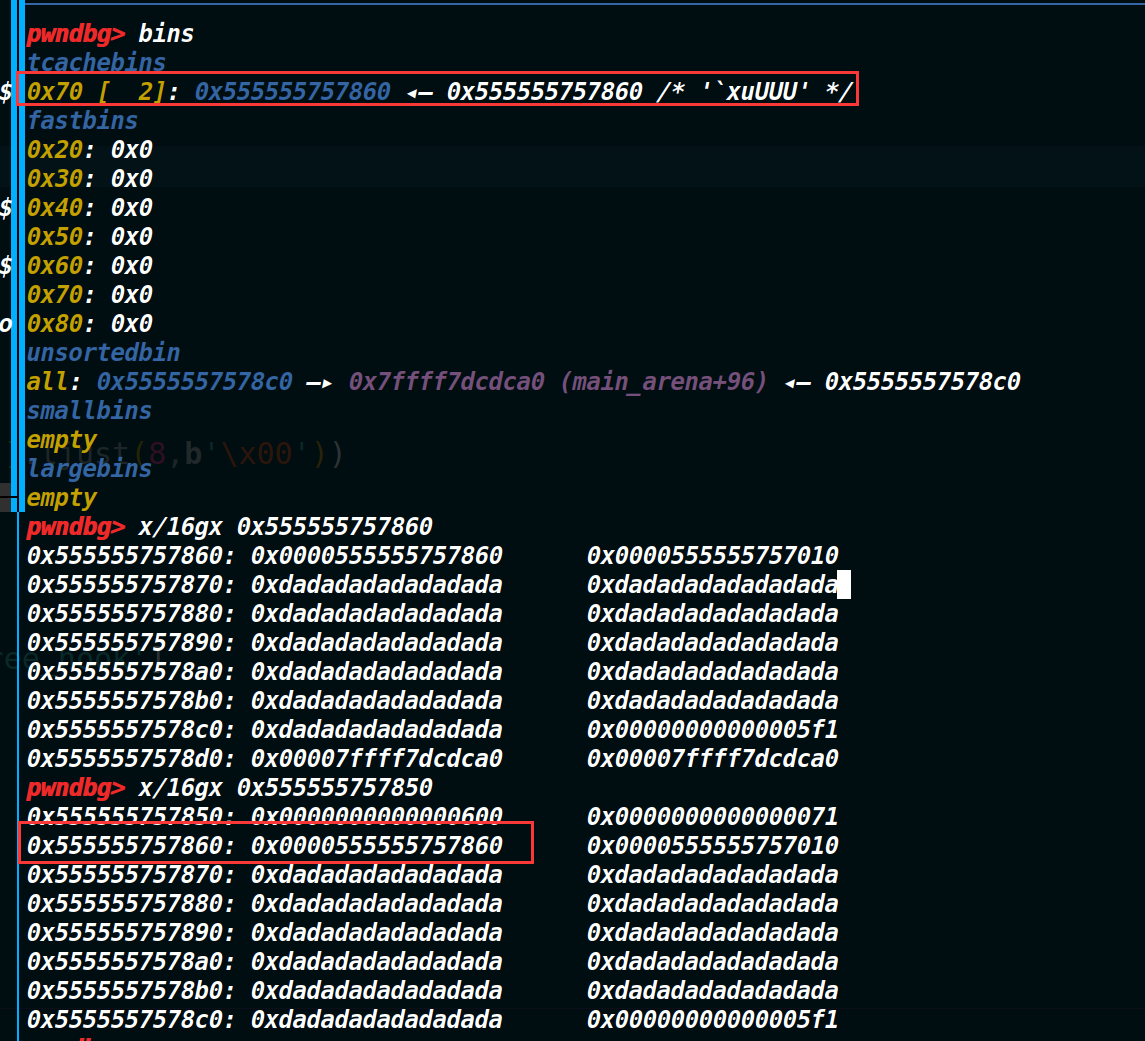 pwndbg> bins
tcachebins
$ 0x70 [  2]: 0x555555757860 ◂— 0x555555757860 /* '`xuUUU' */
fastbins
0x20: 0x0
0x30: 0x0
$ 0x40: 0x0
0x50: 0x0
$ 0x60: 0x0
0x70: 0x0
o 0x80: 0x0
unsortedbin
all: 0x5555557578c0 —▸ 0x7ffff7dcdca0 (main_arena+96) ◂— 0x5555557578c0
smallbins
empty
ljust(8,b'\x00'))
largebins
empty
pwndbg> x/16gx 0x555555757860
0x555555757860: 0x0000555555757860 0x0000555555757010
0x555555757870: 0xdadadadadadadada 0xdadadadadadadada
0x555555757880: 0xdadadadadadadada 0xdadadadadadadada
0x555555757890: 0xdadadadadadadada 0xdadadadadadadada
0x5555557578a0: 0xdadadadadadadada 0xdadadadadadadada
0x5555557578b0: 0xdadadadadadadada 0xdadadadadadadada
0x5555557578c0: 0xdadadadadadadada 0x00000000000005f1
0x5555557578d0: 0x00007ffff7dcdca0 0x00007ffff7dcdca0
pwndbg> x/16gx 0x555555757850
0x555555757850: 0x0000000000000600 0x0000000000000071
0x555555757860: 0x0000555555757860 0x0000555555757010
0x555555757870: 0xdadadadadadadada 0xdadadadadadadada
0x555555757880: 0xdadadadadadadada 0xdadadadadadadada
0x555555757890: 0xdadadadadadadada 0xdadadadadadadada
0x5555557578a0: 0xdadadadadadadada 0xdadadadadadadada
0x5555557578b0: 0xdadadadadadadada 0xdadadadadadadada
0x5555557578c0: 0xdadadadadadadada 0x00000000000005f1